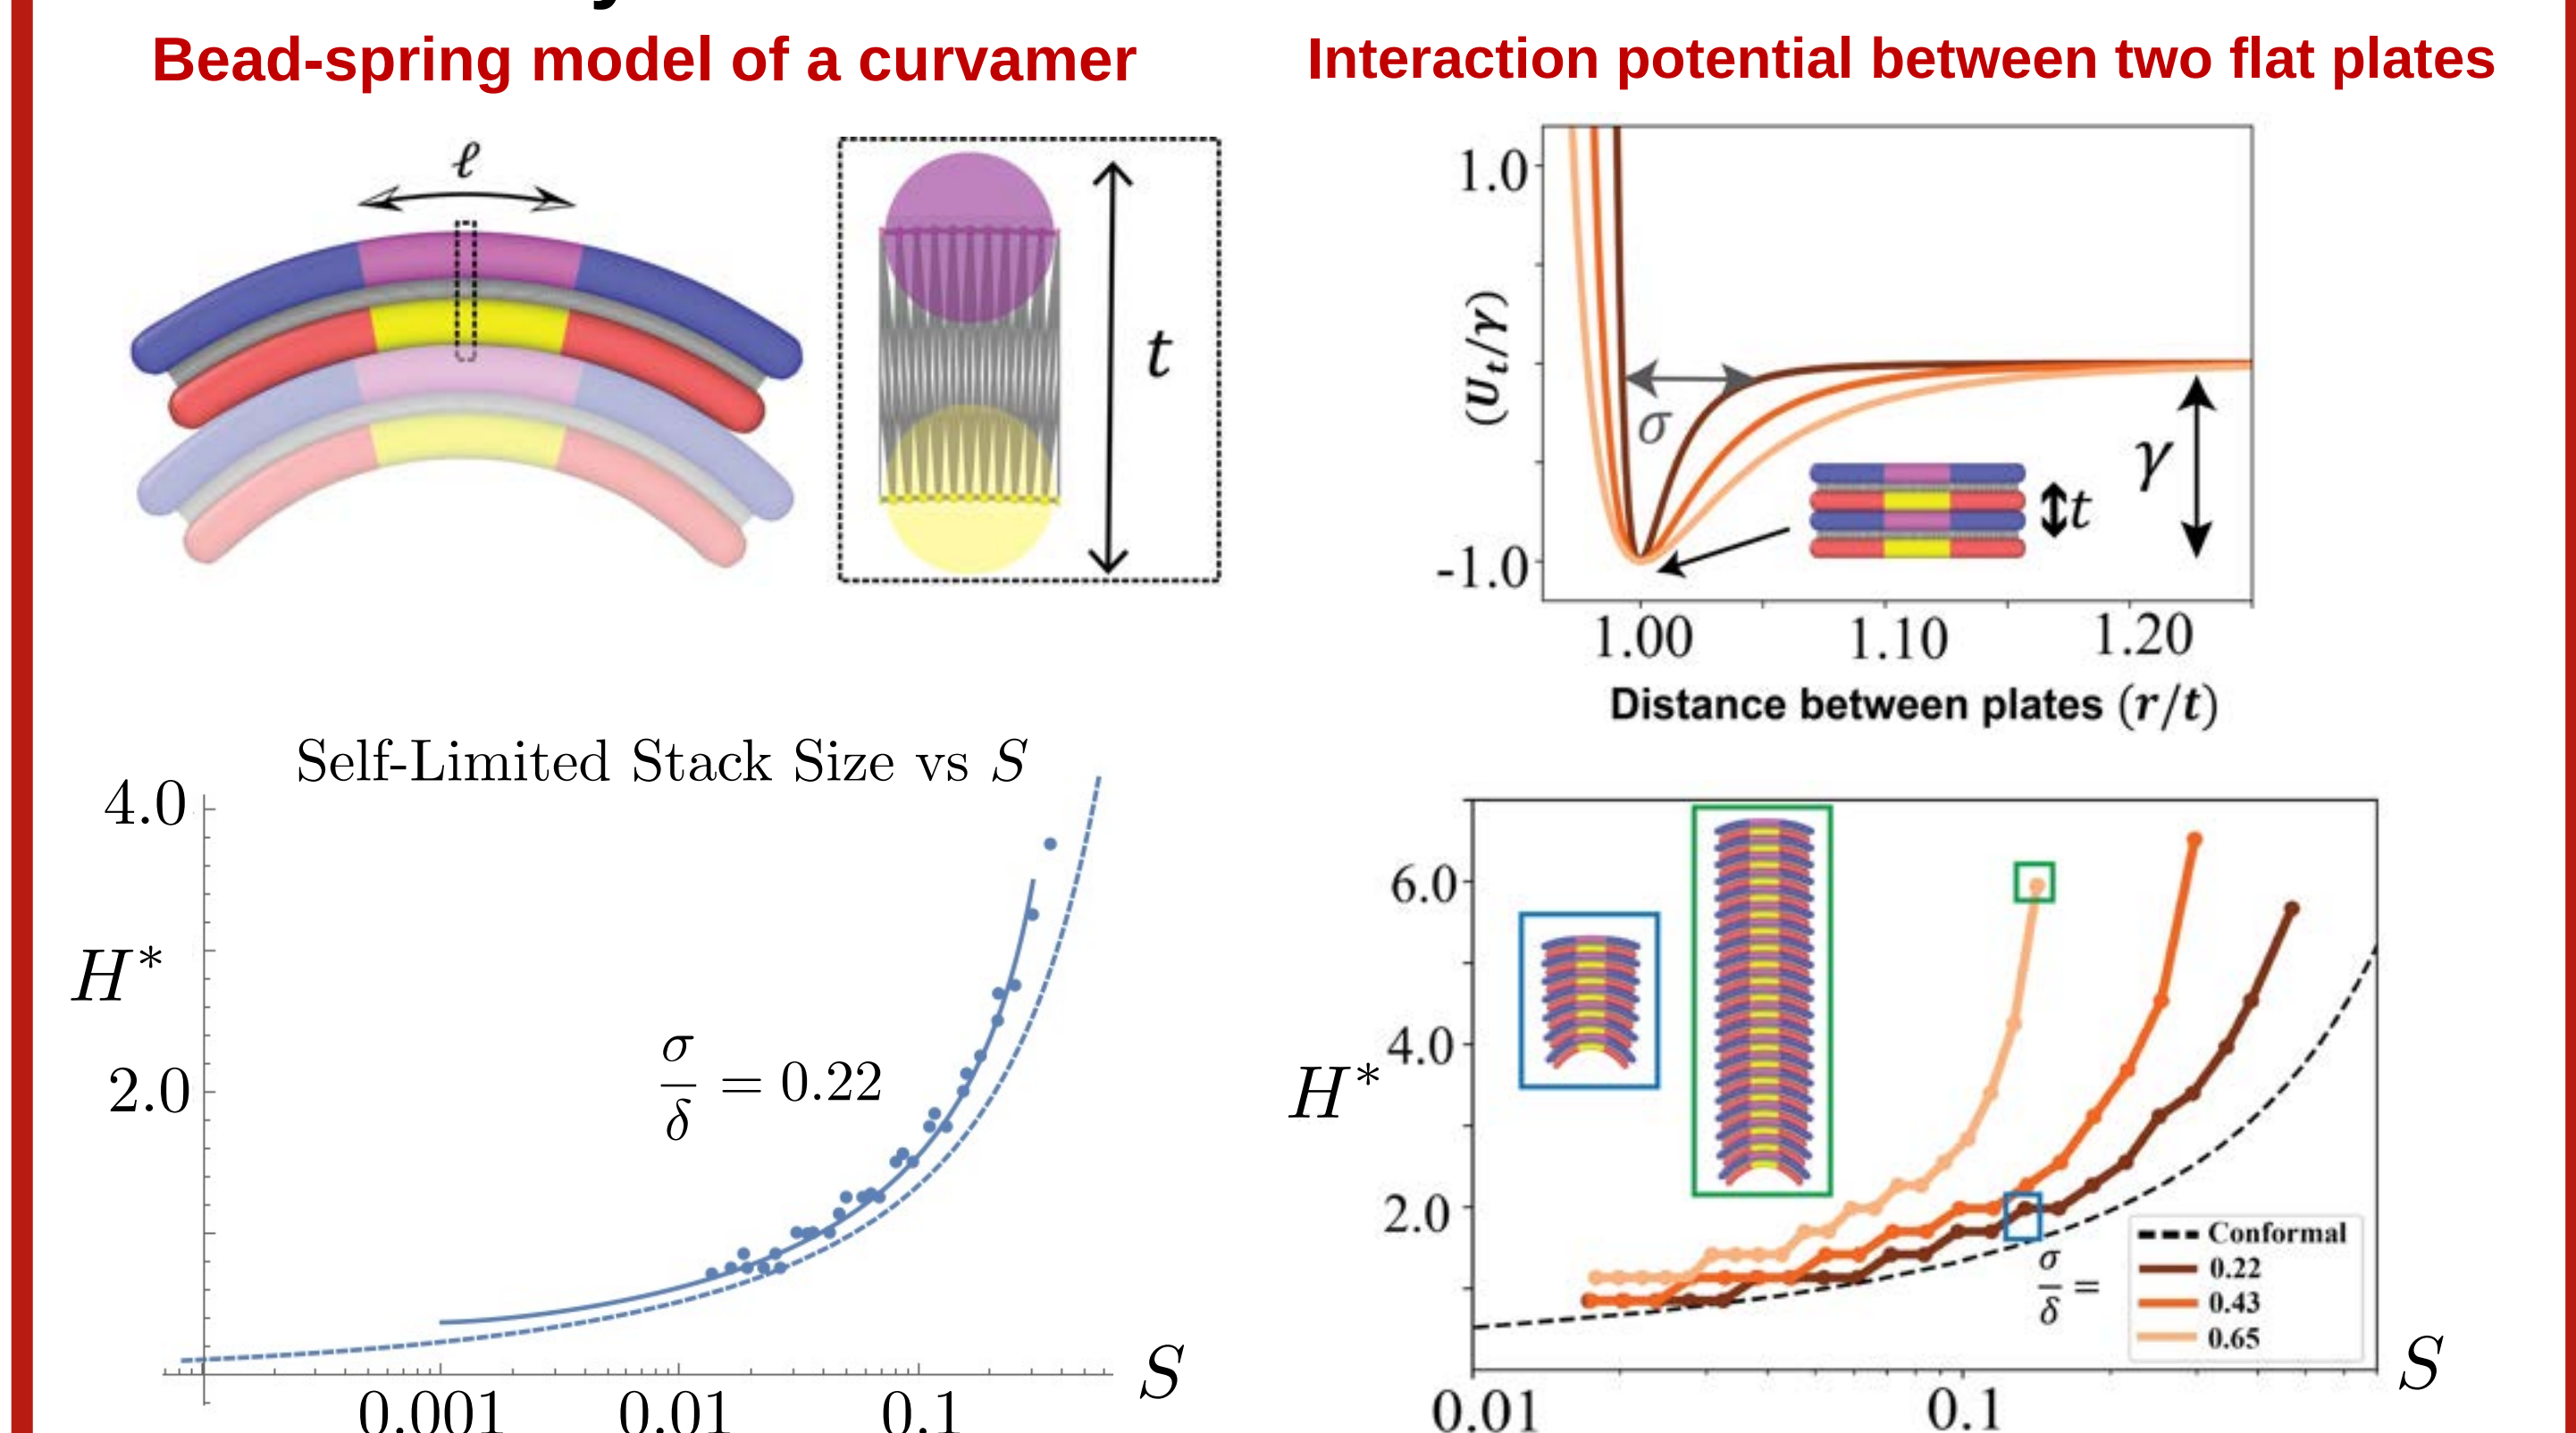 Bead-spring model of a curvamer
ℓ
t
Interaction potential between two flat plates
1.0
-1.0
(U_t/γ)
σ
γ
t
1.00
1.10
1.20
Distance between plates (r/t)
Self-Limited Stack Size vs S
4.0
2.0
H*
σ/δ = 0.22
0.001
0.01
0.1
S
6.0
4.0
2.0
H*
σ/δ =
Conformal
0.22
0.43
0.65
0.01
0.1
S